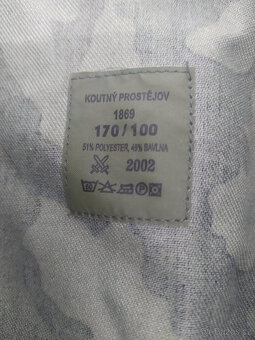 KOUTNÝ PROSTĚJOV
1869
170/100
51% POLYESTER, 49% BAVLNA
2002